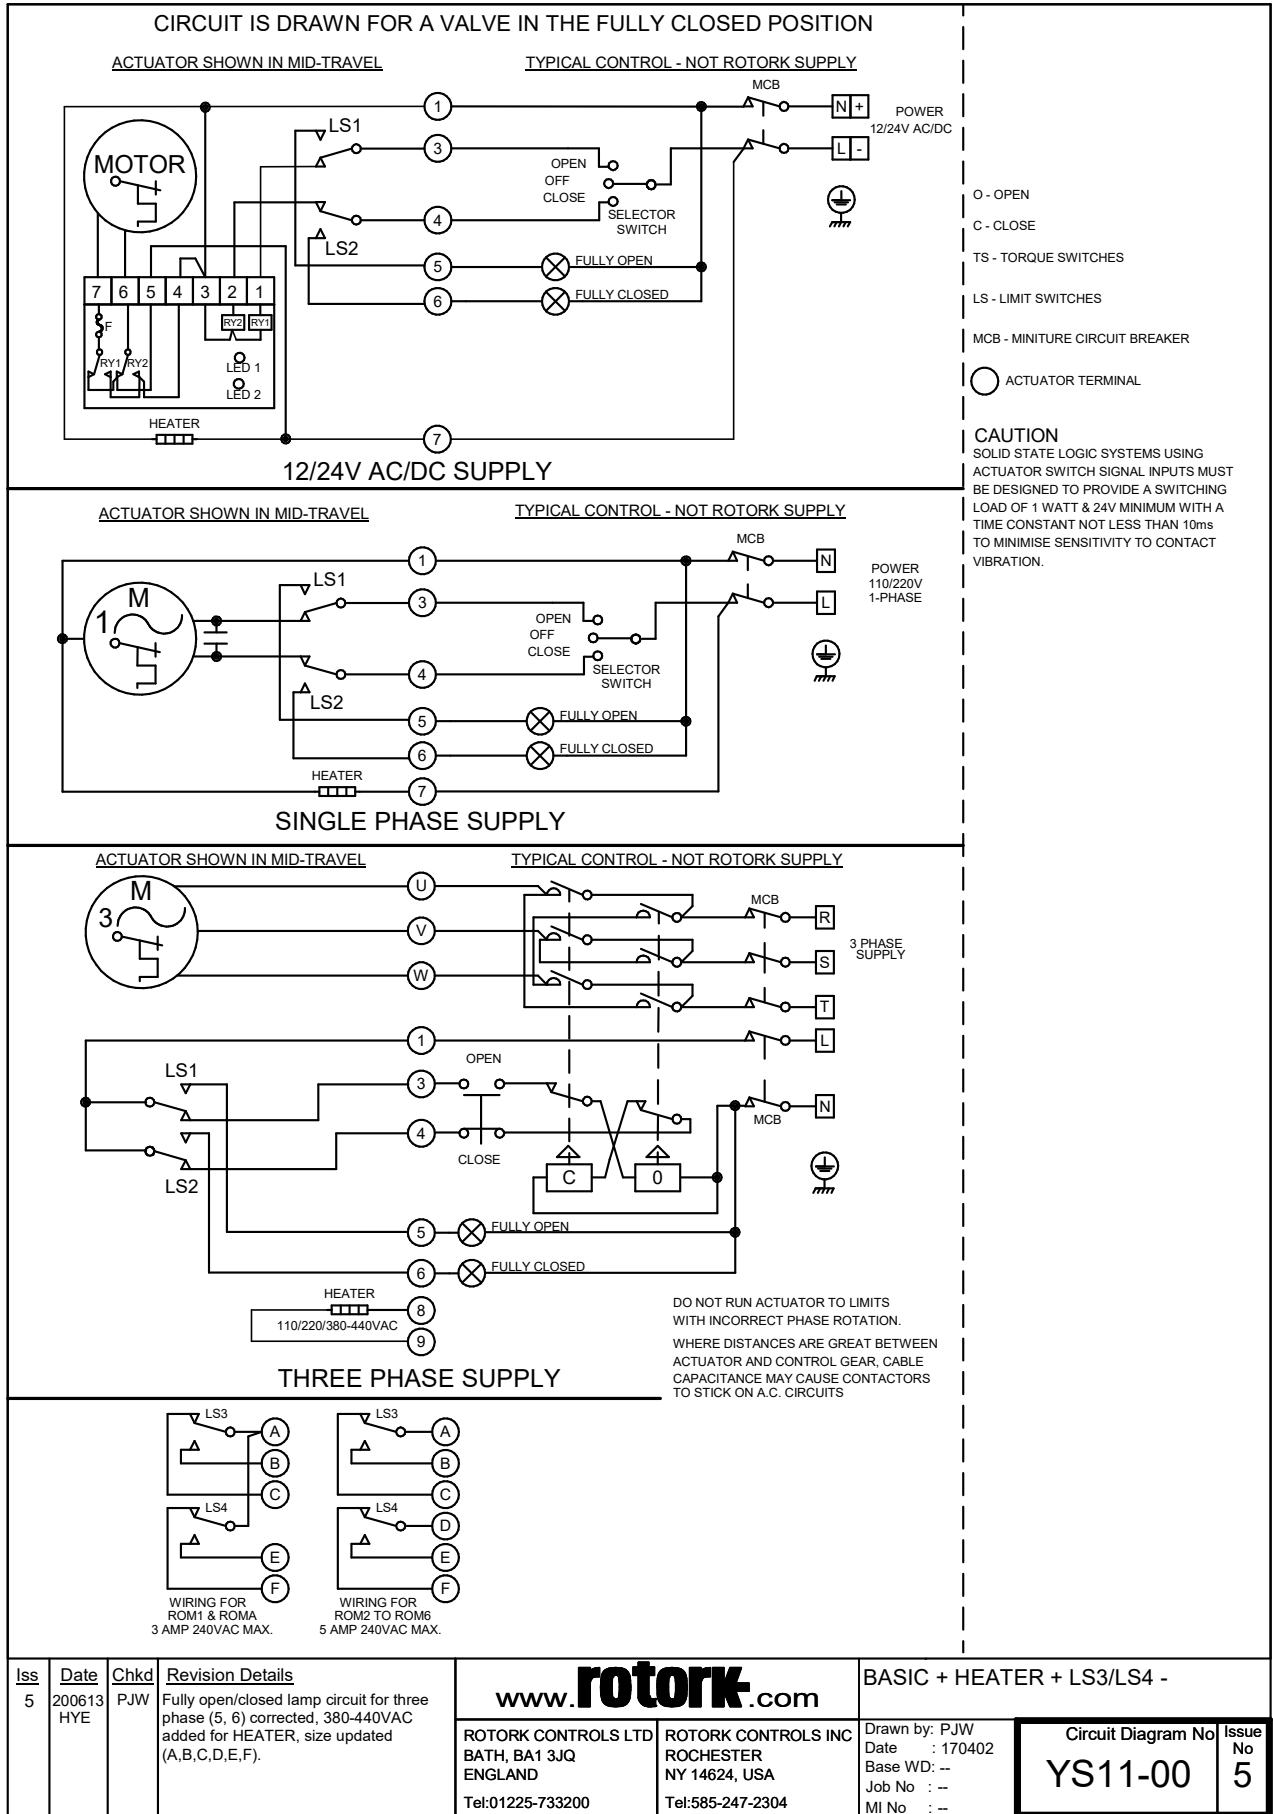 CIRCUIT IS DRAWN FOR A VALVE IN THE FULLY CLOSED POSITION
ACTUATOR SHOWN IN MID-TRAVEL
TYPICAL CONTROL - NOT ROTORK SUPPLY
MCB
1
N +
POWER
12/24V AC/DC
L -
LS1
3
MOTOR
OPEN
OFF
CLOSE
SELECTOR
SWITCH
4
LS2
5
FULLY OPEN
6
FULLY CLOSED
7 6 5 4 3 2 1
F
RY2 RY1
RY1 RY2
LED 1
LED 2
HEATER
7
12/24V AC/DC SUPPLY
O - OPEN
C - CLOSE
TS - TORQUE SWITCHES
LS - LIMIT SWITCHES
MCB - MINITURE CIRCUIT BREAKER
ACTUATOR TERMINAL
CAUTION
SOLID STATE LOGIC SYSTEMS USING
ACTUATOR SWITCH SIGNAL INPUTS MUST
BE DESIGNED TO PROVIDE A SWITCHING
LOAD OF 1 WATT & 24V MINIMUM WITH A
TIME CONSTANT NOT LESS THAN 10ms
TO MINIMISE SENSITIVITY TO CONTACT
VIBRATION.
ACTUATOR SHOWN IN MID-TRAVEL
TYPICAL CONTROL - NOT ROTORK SUPPLY
MCB
1
N
POWER
110/220V
1-PHASE
L
LS1
3
M
1
OPEN
OFF
CLOSE
SELECTOR
SWITCH
4
LS2
5
FULLY OPEN
6
FULLY CLOSED
HEATER
7
SINGLE PHASE SUPPLY
ACTUATOR SHOWN IN MID-TRAVEL
TYPICAL CONTROL - NOT ROTORK SUPPLY
M
3
U
V
W
MCB
R
S
T
L
3 PHASE
SUPPLY
1
LS1
3
OPEN
4
CLOSE
LS2
C
0
MCB
N
5
FULLY OPEN
6
FULLY CLOSED
HEATER
8
110/220/380-440VAC
9
THREE PHASE SUPPLY
DO NOT RUN ACTUATOR TO LIMITS
WITH INCORRECT PHASE ROTATION.
WHERE DISTANCES ARE GREAT BETWEEN
ACTUATOR AND CONTROL GEAR, CABLE
CAPACITANCE MAY CAUSE CONTACTORS
TO STICK ON A.C. CIRCUITS
LS3
A
B
C
LS4
E
F
WIRING FOR
ROM1 & ROMA
3 AMP 240VAC MAX.
LS3
A
B
C
LS4
D
E
F
WIRING FOR
ROM2 TO ROM6
5 AMP 240VAC MAX.
Iss Date Chkd Revision Details
5 200613 HYE PJW
Fully open/closed lamp circuit for three
phase (5, 6) corrected, 380-440VAC
added for HEATER, size updated
(A,B,C,D,E,F).
www.rotork.com
ROTORK CONTROLS LTD
BATH, BA1 3JQ
ENGLAND
Tel:01225-733200
ROTORK CONTROLS INC
ROCHESTER
NY 14624, USA
Tel:585-247-2304
BASIC + HEATER + LS3/LS4 -
Drawn by: PJW
Date : 170402
Base WD: --
Job No : --
MI No : --
Circuit Diagram No
YS11-00
Issue
No
5